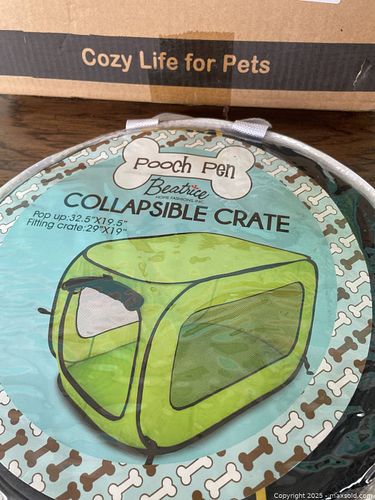 Cozy Life for Pets
Pooch Pen
Beatrice
HOME FASHIONS, INC.
COLLAPSIBLE CRATE
Pop up:32.5"X19.5"
Fitting crate:29"X19"
Copyright 2025 - maxsold.com